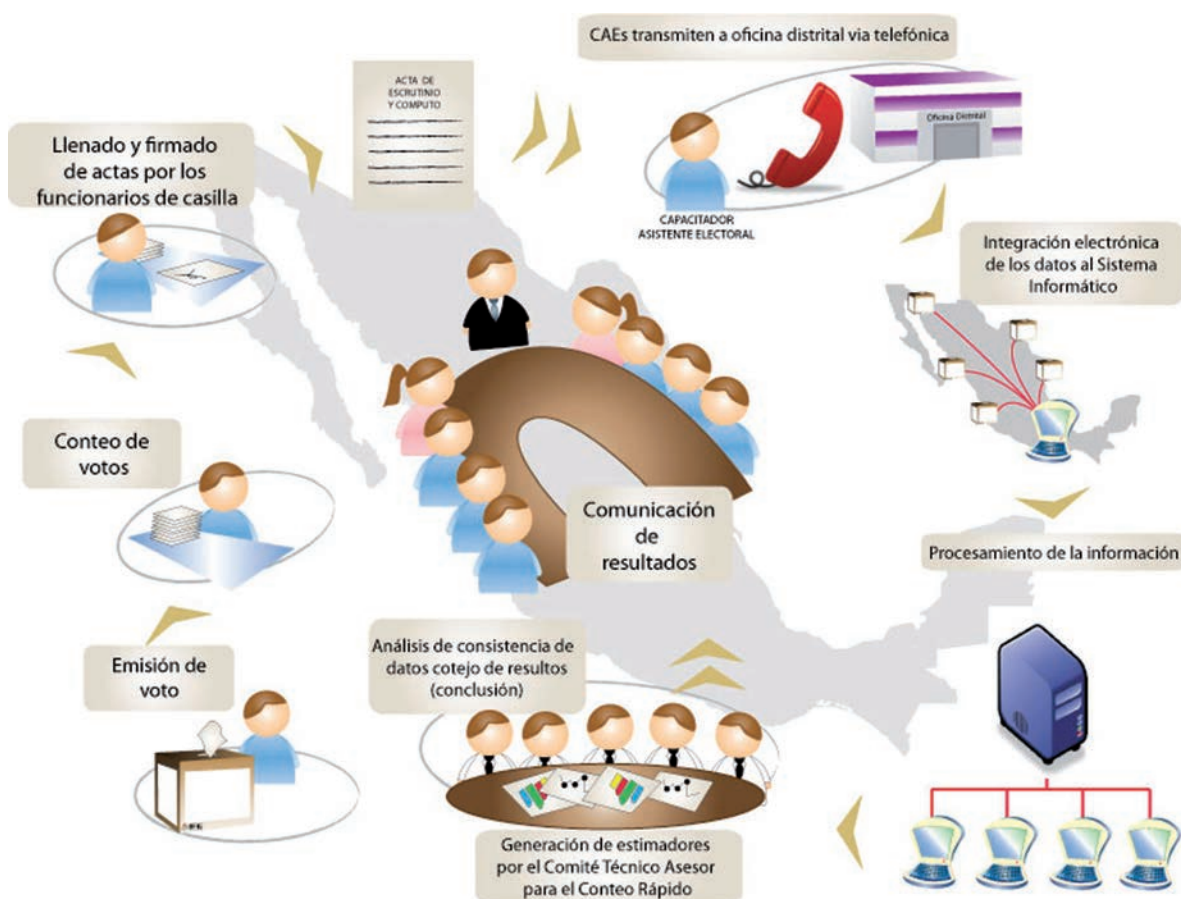 CAEs transmiten a oficina distrital via telefónica
ACTA DE
ESCRUTINIO
Y COMPUTO
Oficina Distrital
CAPACITADOR
ASISTENTE ELECTORAL
Llenado y firmado
de actas por los
funcionarios de casilla
Integración electrónica
de los datos al Sistema
Informático
Conteo de
votos
Comunicación
de
resultados
Procesamiento de la información
Emisión de
voto
Análisis de consistencia de
datos cotejo de resultos
(conclusión)
Generación de estimadores
por el Comité Técnico Asesor
para el Conteo Rápido